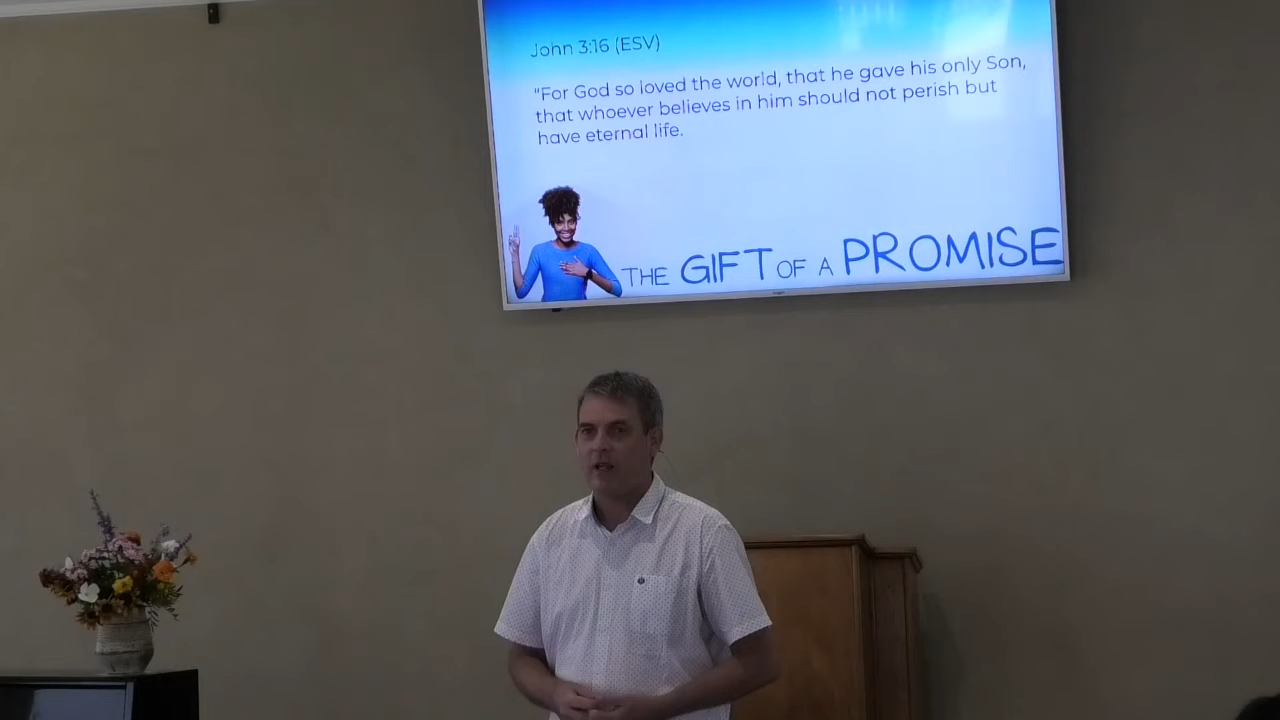 John 3:16 (ESV)
"For God so loved the world, that he gave his only Son,
that whoever believes in him should not perish but
have eternal life.
THE GIFT OF A PROMISE